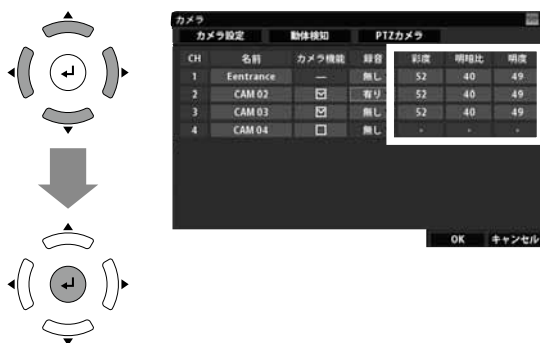 カメラ
カメラ設定 動体検知 PTZカメラ
CH 名前 カメラ機能 録音 彩度 明暗比 明度
1 Eentrance — 無し 52 40 49
2 CAM 02 有り 52 40 49
3 CAM 03 無し 52 40 49
4 CAM 04 無し - - -
OK キャンセル